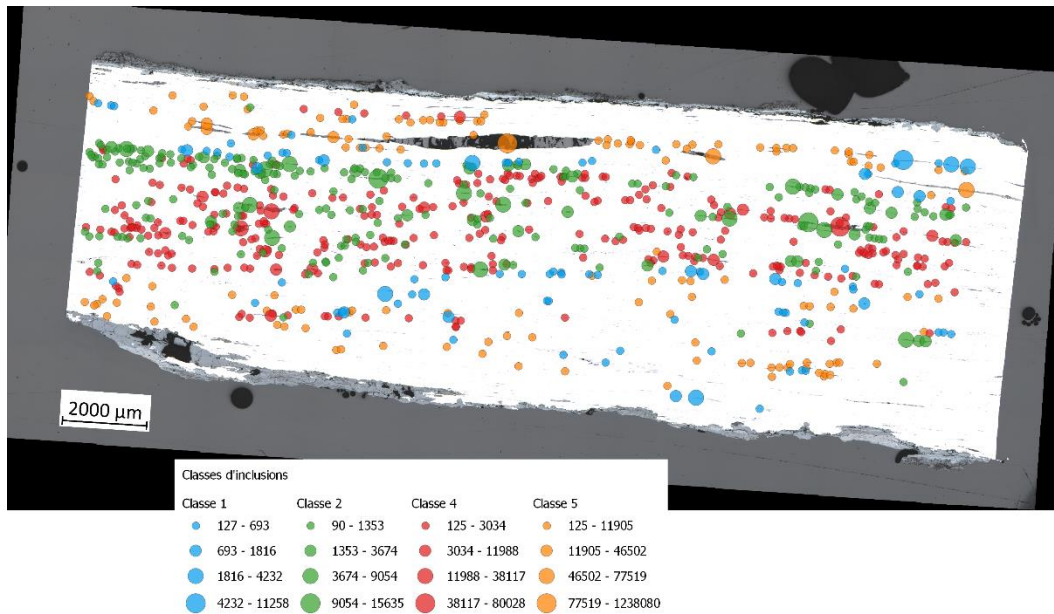 2000 µm
Classes d'inclusions
Classe 1 Classe 2 Classe 4 Classe 5
127 - 693 90 - 1353 125 - 3034 125 - 11905
693 - 1816 1353 - 3674 3034 - 11988 11905 - 46502
1816 - 4232 3674 - 9054 11988 - 38117 46502 - 77519
4232 - 11258 9054 - 15635 38117 - 80028 77519 - 1238080